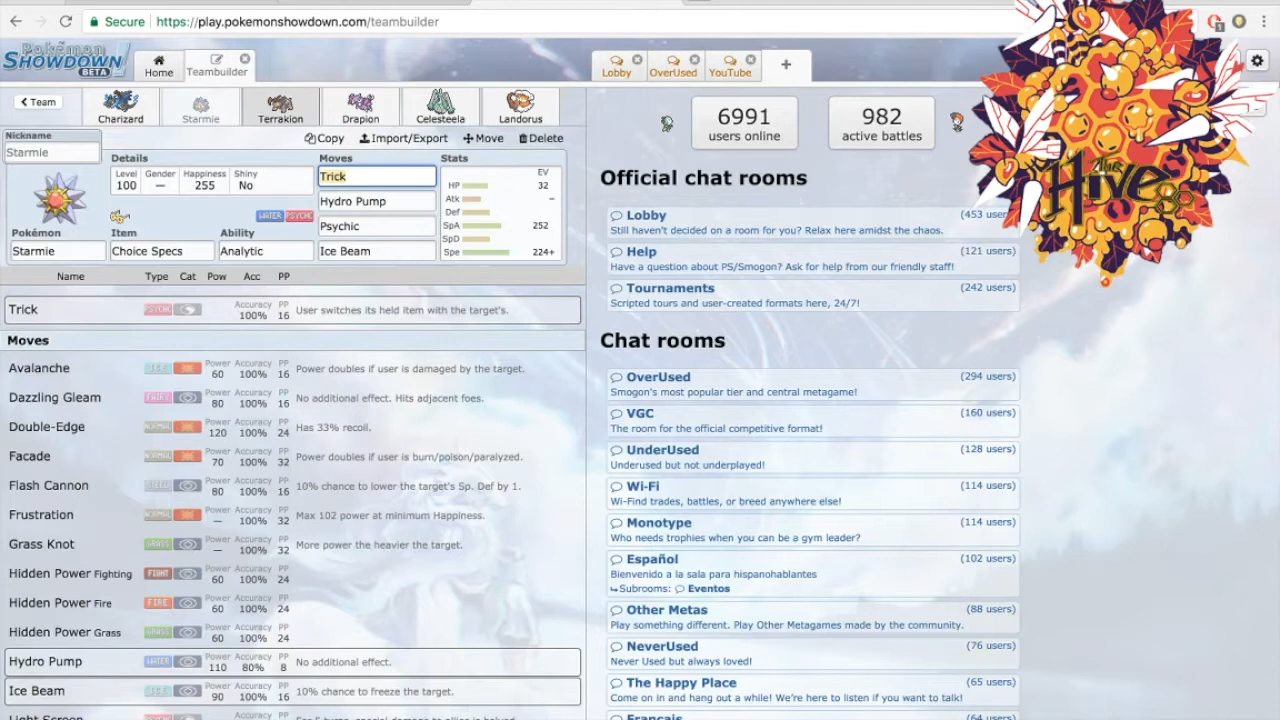 Secure https://play.pokemonshowdown.com/teambuilder
Pokémon
SHOWDOWN!
BETA
Home
Teambuilder
Lobby
OverUsed
YouTube
+
Team
Charizard
Starmie
Terrakion
Drapion
Celesteela
Landorus
Copy
Import/Export
Move
Delete
Nickname
Starmie
Details
Level Gender Happiness Shiny
100 — 255 No
WATER PSYCHC
Pokémon
Starmie
Item
Choice Specs
Ability
Analytic
Moves
Trick
Hydro Pump
Psychic
Ice Beam
Stats
EV
HP 32
Atk –
Def
SpA 252
SpD
Spe 224+
Name Type Cat Pow Acc PP
Trick PSYCHC Accuracy 100% PP 16 User switches its held item with the target's.
Moves
Avalanche ICE Power 60 Accuracy 100% PP 16 Power doubles if user is damaged by the target.
Dazzling Gleam FAIRY Power 80 Accuracy 100% PP 16 No additional effect. Hits adjacent foes.
Double-Edge NORMAL Power 120 Accuracy 100% PP 24 Has 33% recoil.
Facade NORMAL Power 70 Accuracy 100% PP 32 Power doubles if user is burn/poison/paralyzed.
Flash Cannon STEEL Power 80 Accuracy 100% PP 16 10% chance to lower the target's Sp. Def by 1.
Frustration NORMAL Power — Accuracy 100% PP 32 Max 102 power at minimum Happiness.
Grass Knot GRASS Power — Accuracy 100% PP 32 More power the heavier the target.
Hidden Power Fighting FIGHT Power 60 Accuracy 100% PP 24
Hidden Power Fire FIRE Power 60 Accuracy 100% PP 24
Hidden Power Grass GRASS Power 60 Accuracy 100% PP 24
Hydro Pump WATER Power 110 Accuracy 80% PP 8 No additional effect.
Ice Beam ICE Power 90 Accuracy 100% PP 16 10% chance to freeze the target.
Light Screen
6991
users online
982
active battles
Official chat rooms
Lobby (453
Still haven't decided on a room for you? Relax here amidst the chaos.
Help (121 users)
Have a question about PS/Smogon? Ask for help from our friendly staff!
Tournaments (242 users)
Scripted tours and user-created formats here, 24/7!
Chat rooms
OverUsed (294 users)
Smogon's most popular tier and central metagame!
VGC (160 users)
The room for the official competitive format!
UnderUsed (128 users)
Underused but not underplayed!
Wi-Fi (114 users)
Wi-Find trades, battles, or breed anywhere else!
Monotype (114 users)
Who needs trophies when you can be a gym leader?
Español (102 users)
Bienvenido a la sala para hispanohablantes
Subrooms: Eventos
Other Metas (88 users)
Play something different. Play Other Metagames made by the community.
NeverUsed (76 users)
Never Used but always loved!
The Happy Place (65 users)
Come on in and hang out a while! We're here to listen if you want to talk!
Français (64 users)
The
Hive